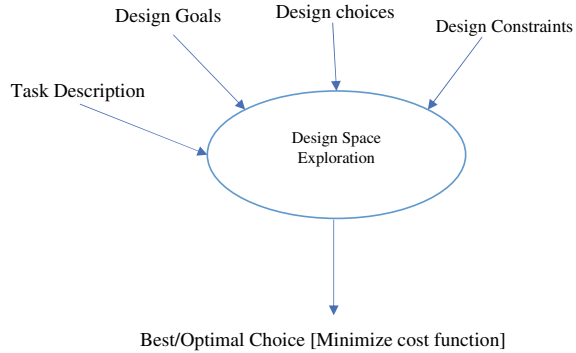 Design Goals
Design choices
Design Constraints
Task Description
Design Space
Exploration
Best/Optimal Choice [Minimize cost function]